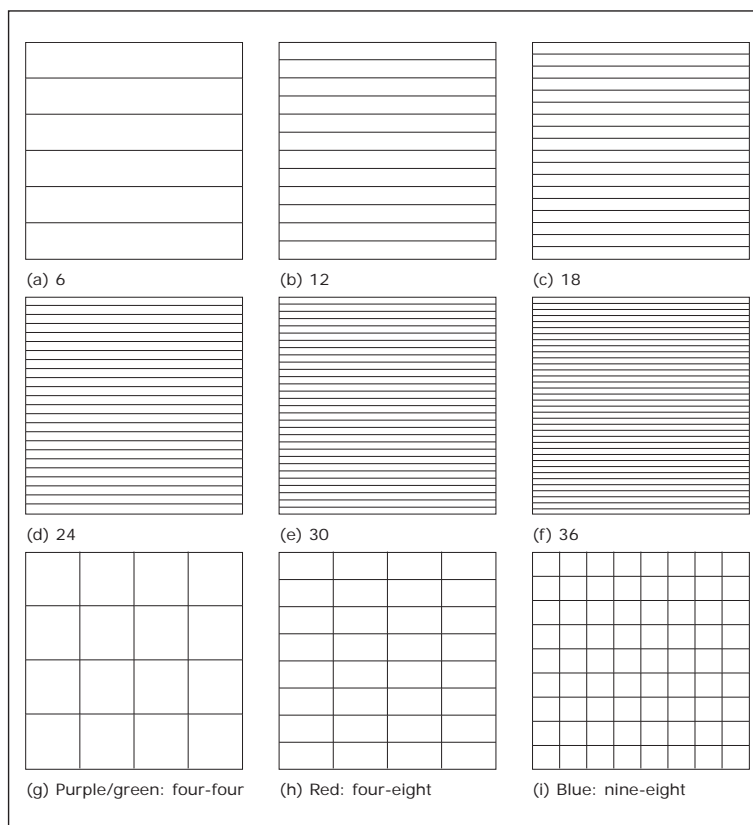 (a) 6
(b) 12
(c) 18
(d) 24
(e) 30
(f) 36
(g) Purple/green: four-four
(h) Red: four-eight
(i) Blue: nine-eight